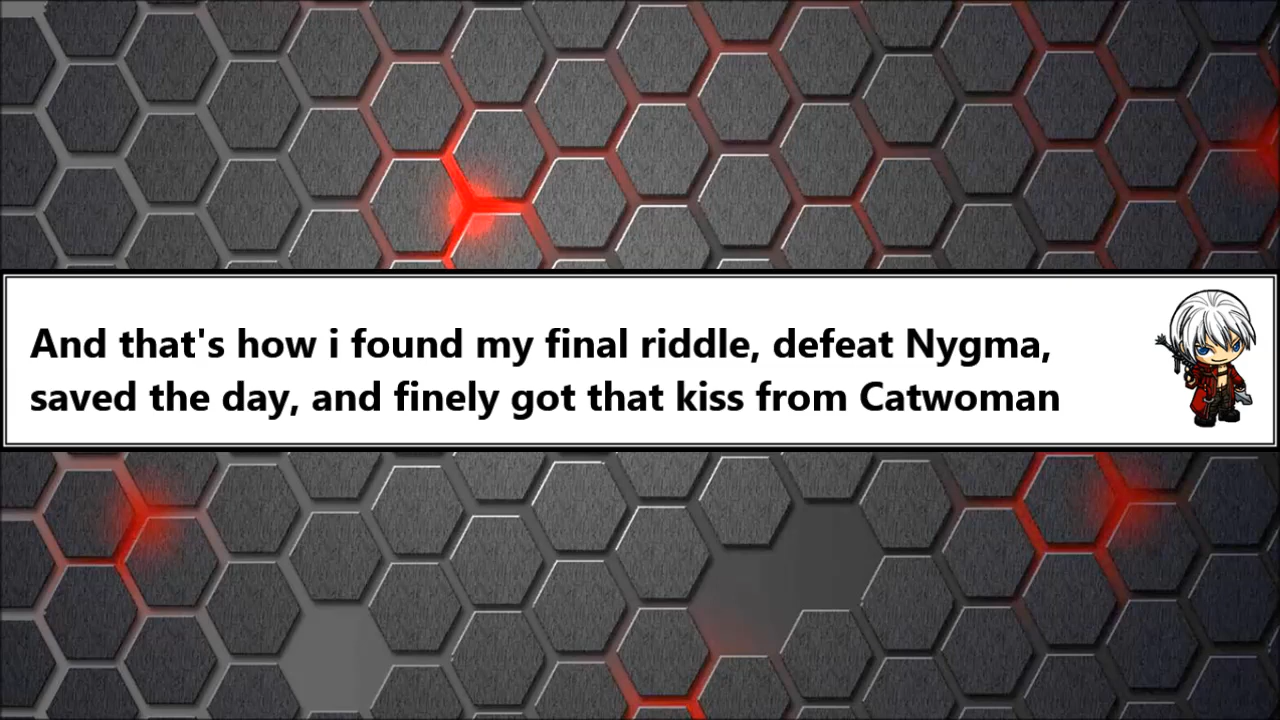 And that's how i found my final riddle, defeat Nygma,
saved the day, and finely got that kiss from Catwoman